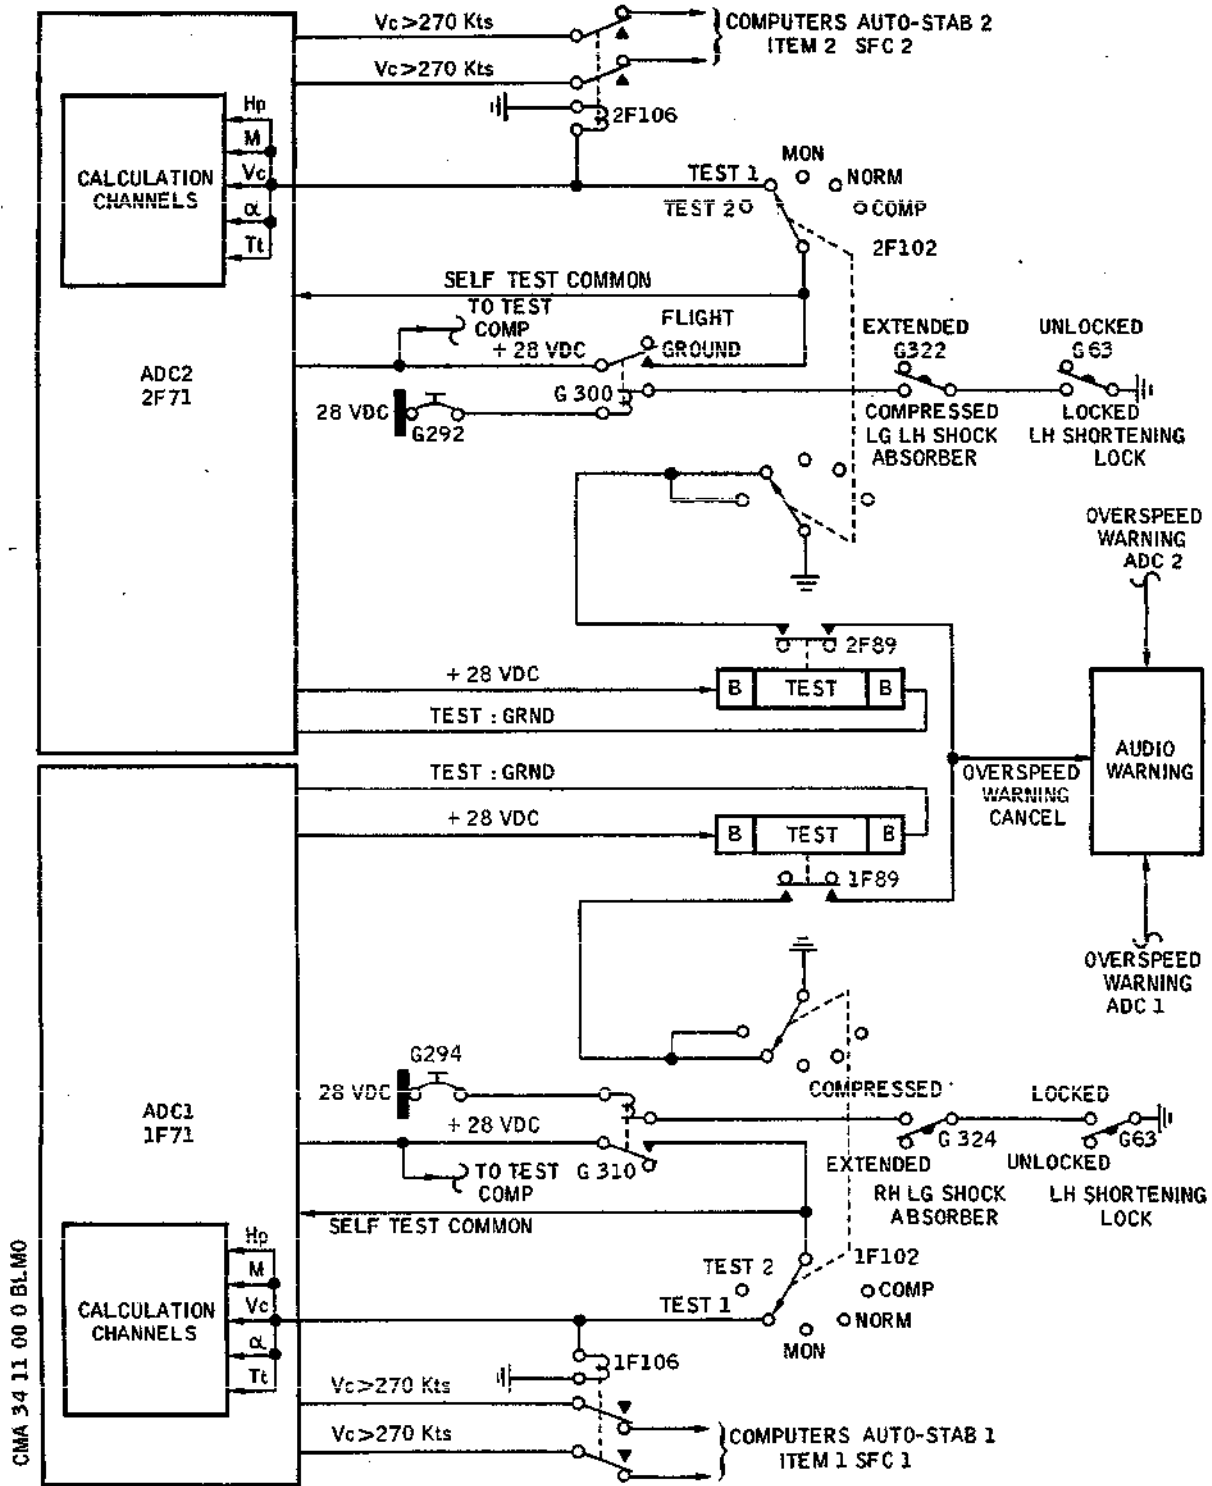 Vc>270 Kts
COMPUTERS AUTO-STAB 2
ITEM 2 SFC 2
Vc>270 Kts
2F106
Hp
M
Vc
α
Tt
CALCULATION
CHANNELS
MON
TEST 1
NORM
TEST 2
COMP
2F102
SELF TEST COMMON
TO TEST
COMP
FLIGHT
+ 28 VDC
GROUND
EXTENDED
G322
UNLOCKED
G63
ADC2
2F71
G 300
28 VDC
G292
COMPRESSED
LG LH SHOCK
ABSORBER
LOCKED
LH SHORTENING
LOCK
OVERSPEED
WARNING
ADC 2
2F89
+ 28 VDC
B
TEST
B
TEST : GRND
AUDIO
WARNING
OVERSPEED
WARNING
CANCEL
TEST : GRND
+ 28 VDC
B
TEST
B
1F89
OVERSPEED
WARNING
ADC 1
G294
28 VDC
COMPRESSED
LOCKED
ADC1
1F71
+ 28 VDC
G 324
G63
TO TEST
COMP
G 310
EXTENDED
UNLOCKED
RH LG SHOCK
ABSORBER
LH SHORTENING
LOCK
SELF TEST COMMON
1F102
TEST 2
COMP
TEST 1
NORM
MON
Hp
M
Vc
α
Tt
CALCULATION
CHANNELS
1F106
Vc>270 Kts
Vc>270 Kts
COMPUTERS AUTO-STAB 1
ITEM 1 SFC 1
CMA 34 11 00 0 BLMO